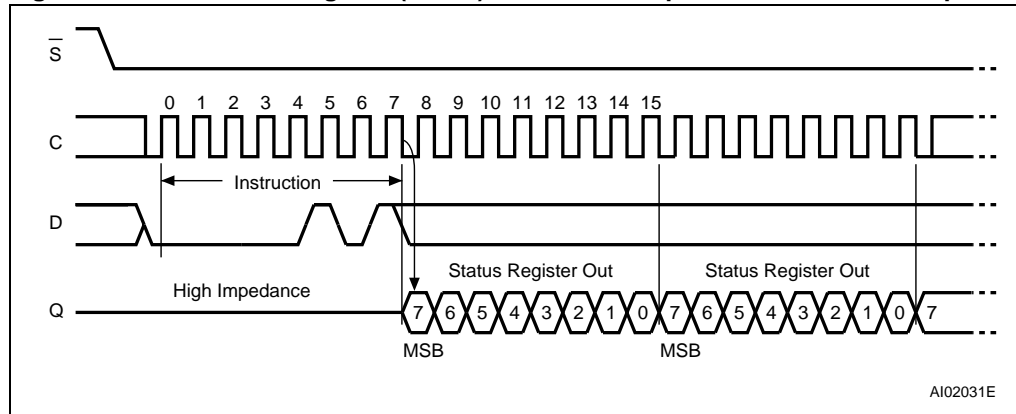 S
0 1 2 3 4 5 6 7 8 9 10 11 12 13 14 15
C
Instruction
D
Status Register Out Status Register Out
High Impedance
Q 7 6 5 4 3 2 1 0 7 6 5 4 3 2 1 0 7
MSB MSB
AI02031E